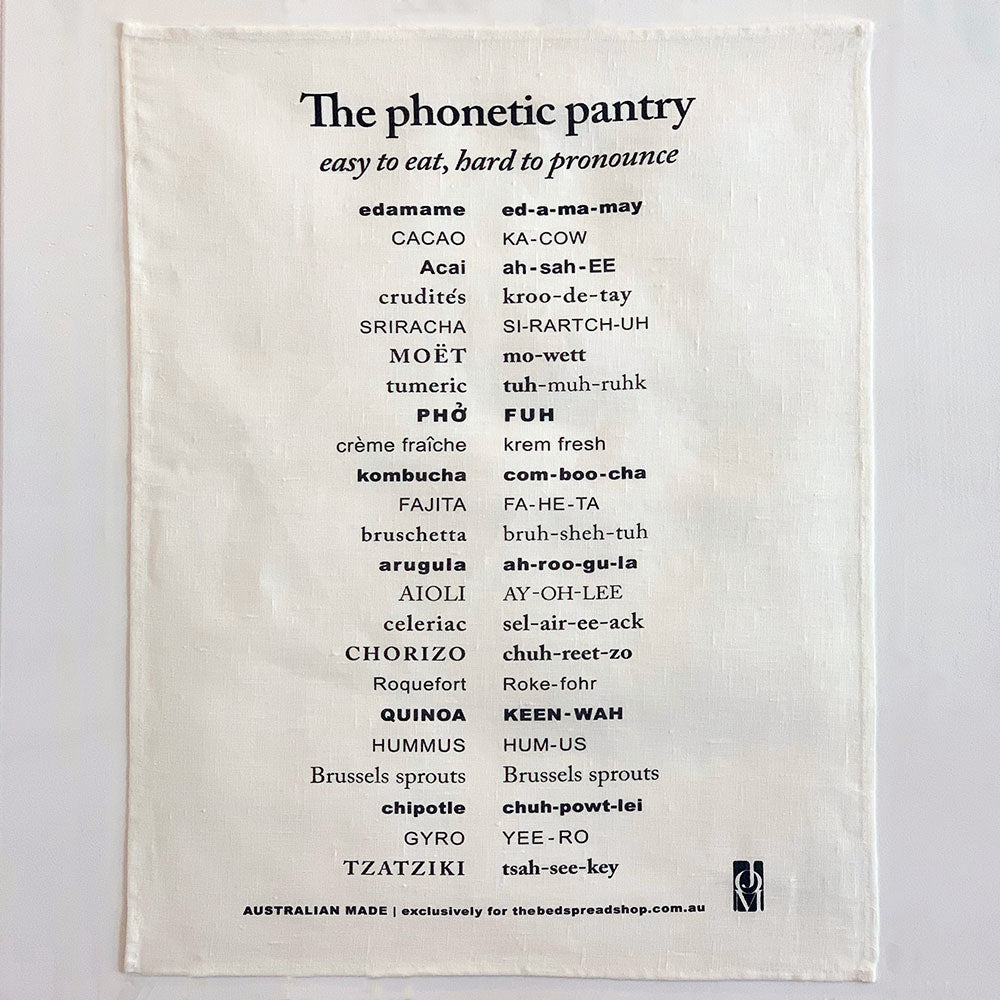 The phonetic pantry
easy to eat, hard to pronounce
edamame ed-a-ma-may
CACAO KA-COW
Acai ah-sah-EE
crudités kroo-de-tay
SRIRACHA SI-RARTCH-UH
MOËT mo-wett
tumeric tuh-muh-ruhk
PHỞ FUH
crème fraîche krem fresh
kombucha com-boo-cha
FAJITA FA-HE-TA
bruschetta bruh-sheh-tuh
arugula ah-roo-gu-la
AIOLI AY-OH-LEE
celeriac sel-air-ee-ack
CHORIZO chuh-reet-zo
Roquefort Roke-fohr
QUINOA KEEN-WAH
HUMMUS HUM-US
Brussels sprouts Brussels sprouts
chipotle chuh-powt-lei
GYRO YEE-RO
TZATZIKI tsah-see-key
AUSTRALIAN MADE | exclusively for thebedspreadshop.com.au